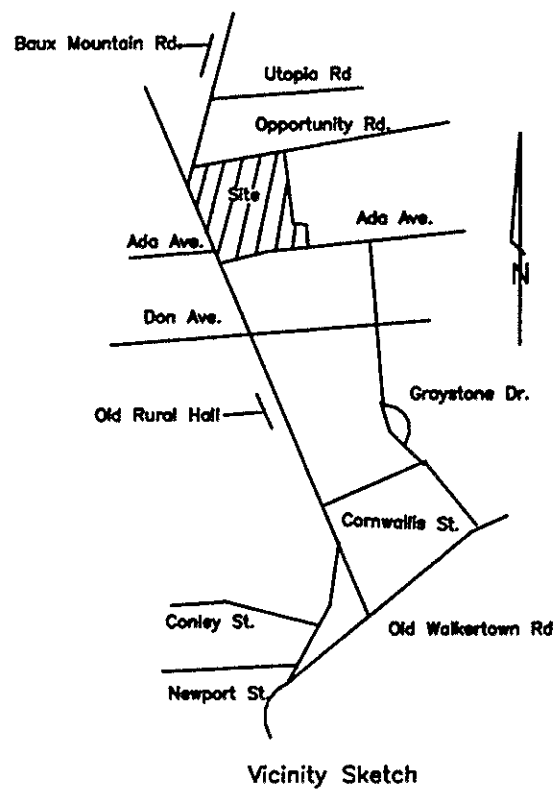 Baux Mountain Rd.
Utopia Rd
Opportunity Rd.
Site
Ada Ave.
Ada Ave.
N
Don Ave.
Graystone Dr.
Old Rural Hall
Cornwallis St.
Conley St.
Old Walkertown Rd
Newport St.
Vicinity Sketch